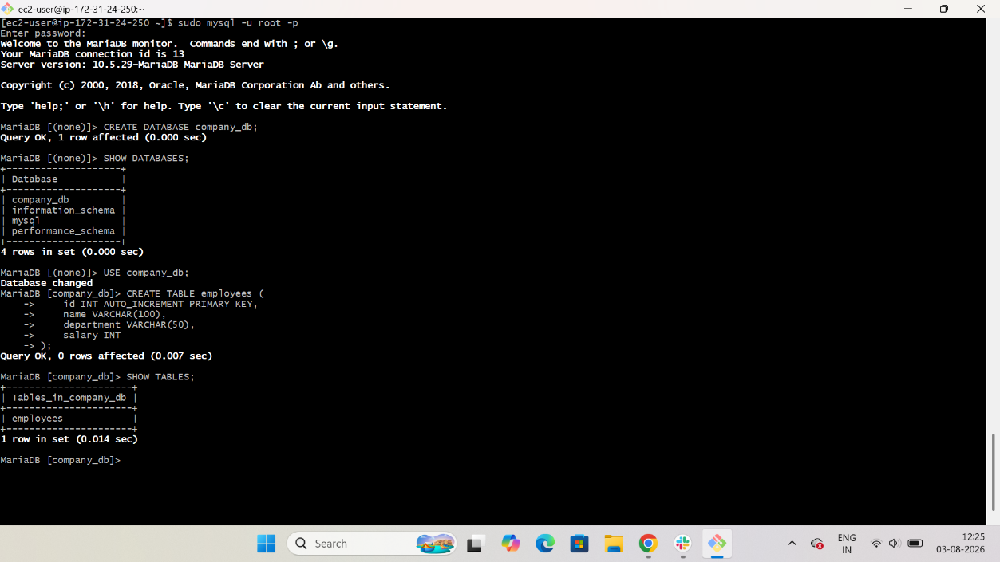 ec2-user@ip-172-31-24-250:~
[ec2-user@ip-172-31-24-250 ~]$ sudo mysql -u root -p
Enter password:
Welcome to the MariaDB monitor.  Commands end with ; or \g.
Your MariaDB connection id is 13
Server version: 10.5.29-MariaDB MariaDB Server

Copyright (c) 2000, 2018, Oracle, MariaDB Corporation Ab and others.

Type 'help;' or '\h' for help. Type '\c' to clear the current input statement.

MariaDB [(none)]> CREATE DATABASE company_db;
Query OK, 1 row affected (0.000 sec)

MariaDB [(none)]> SHOW DATABASES;
+--------------------+
| Database           |
+--------------------+
| company_db         |
| information_schema |
| mysql              |
| performance_schema |
+--------------------+
4 rows in set (0.000 sec)

MariaDB [(none)]> USE company_db;
Database changed
MariaDB [company_db]> CREATE TABLE employees (
    ->     id INT AUTO_INCREMENT PRIMARY KEY,
    ->     name VARCHAR(100),
    ->     department VARCHAR(50),
    ->     salary INT
    -> );
Query OK, 0 rows affected (0.007 sec)

MariaDB [company_db]> SHOW TABLES;
+----------------------+
| Tables_in_company_db |
+----------------------+
| employees            |
+----------------------+
1 row in set (0.014 sec)

MariaDB [company_db]>
Search
ENG
IN
12:25
03-08-2026